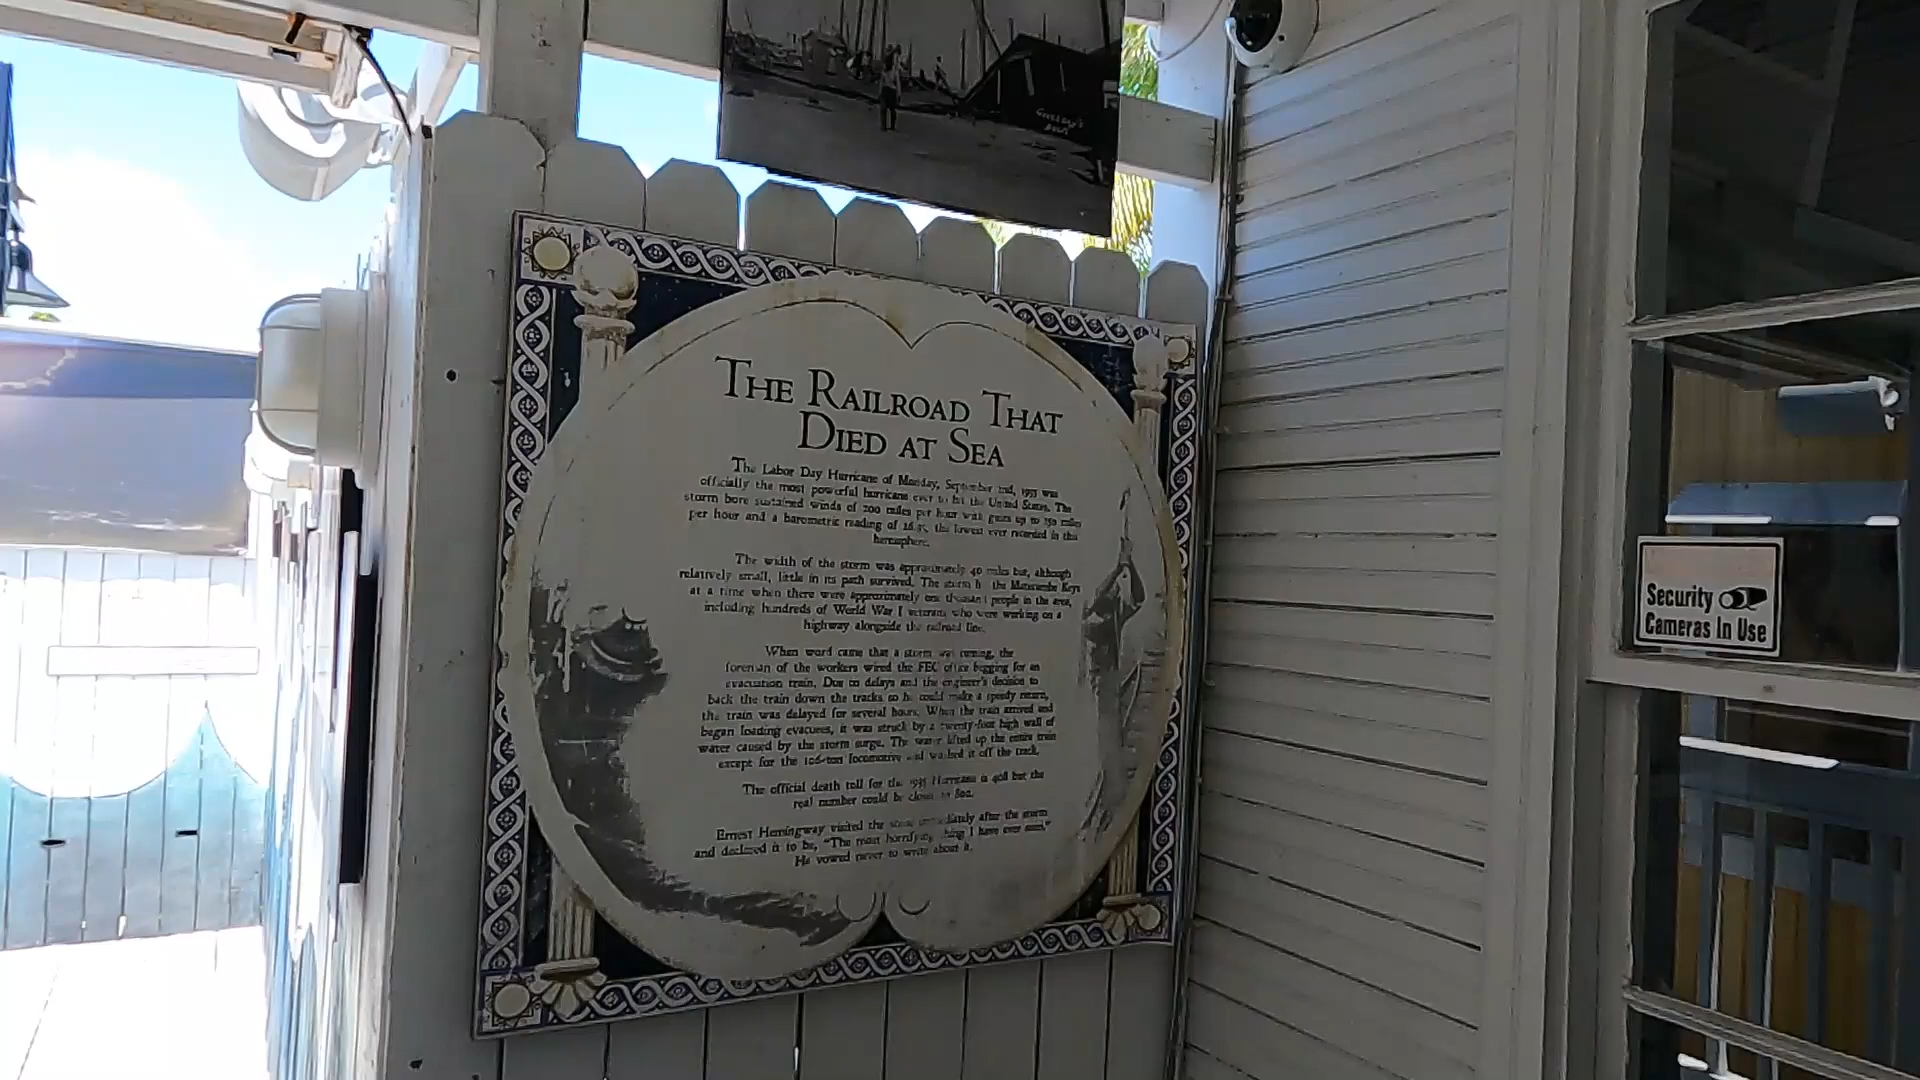 THE RAILROAD THAT
DIED AT SEA
The Labor Day Hurricane of Monday, September 2nd, 1935 was
officially the most powerful hurricane ever to hit the United States. The
storm bore sustained winds of 200 miles per hour with gusts up to 250 miles
per hour and a barometric reading of 26.35, the lowest ever recorded in this
hemisphere.
The width of the storm was approximately 40 miles but, although
relatively small, little in its path survived. The storm h the Matecumbe Keys
at a time when there were approximately one thousand people in the area,
including hundreds of World War I veterans who were working on a
highway alongside the railroad line.
When word came that a storm was coming, the
foreman of the workers wired the FEC office begging for an
evacuation train. Due to delays and the engineer's decision to
back the train down the tracks so he could make a speedy return,
the train was delayed for several hours. When the train arrived and
began loading evacuees, it was struck by a twenty-foot high wall of
water caused by the storm surge. The water lifted up the entire train
except for the 106-ton locomotive and washed it off the track.
The official death toll for the 1935 Hurricane is 408 but the
real number could be closer to 800.
Ernest Hemingway visited the immediately after the storm
and declared it to be, "The most horrifying thing I have ever seen."
He vowed never to write about it.
Security
Cameras In Use